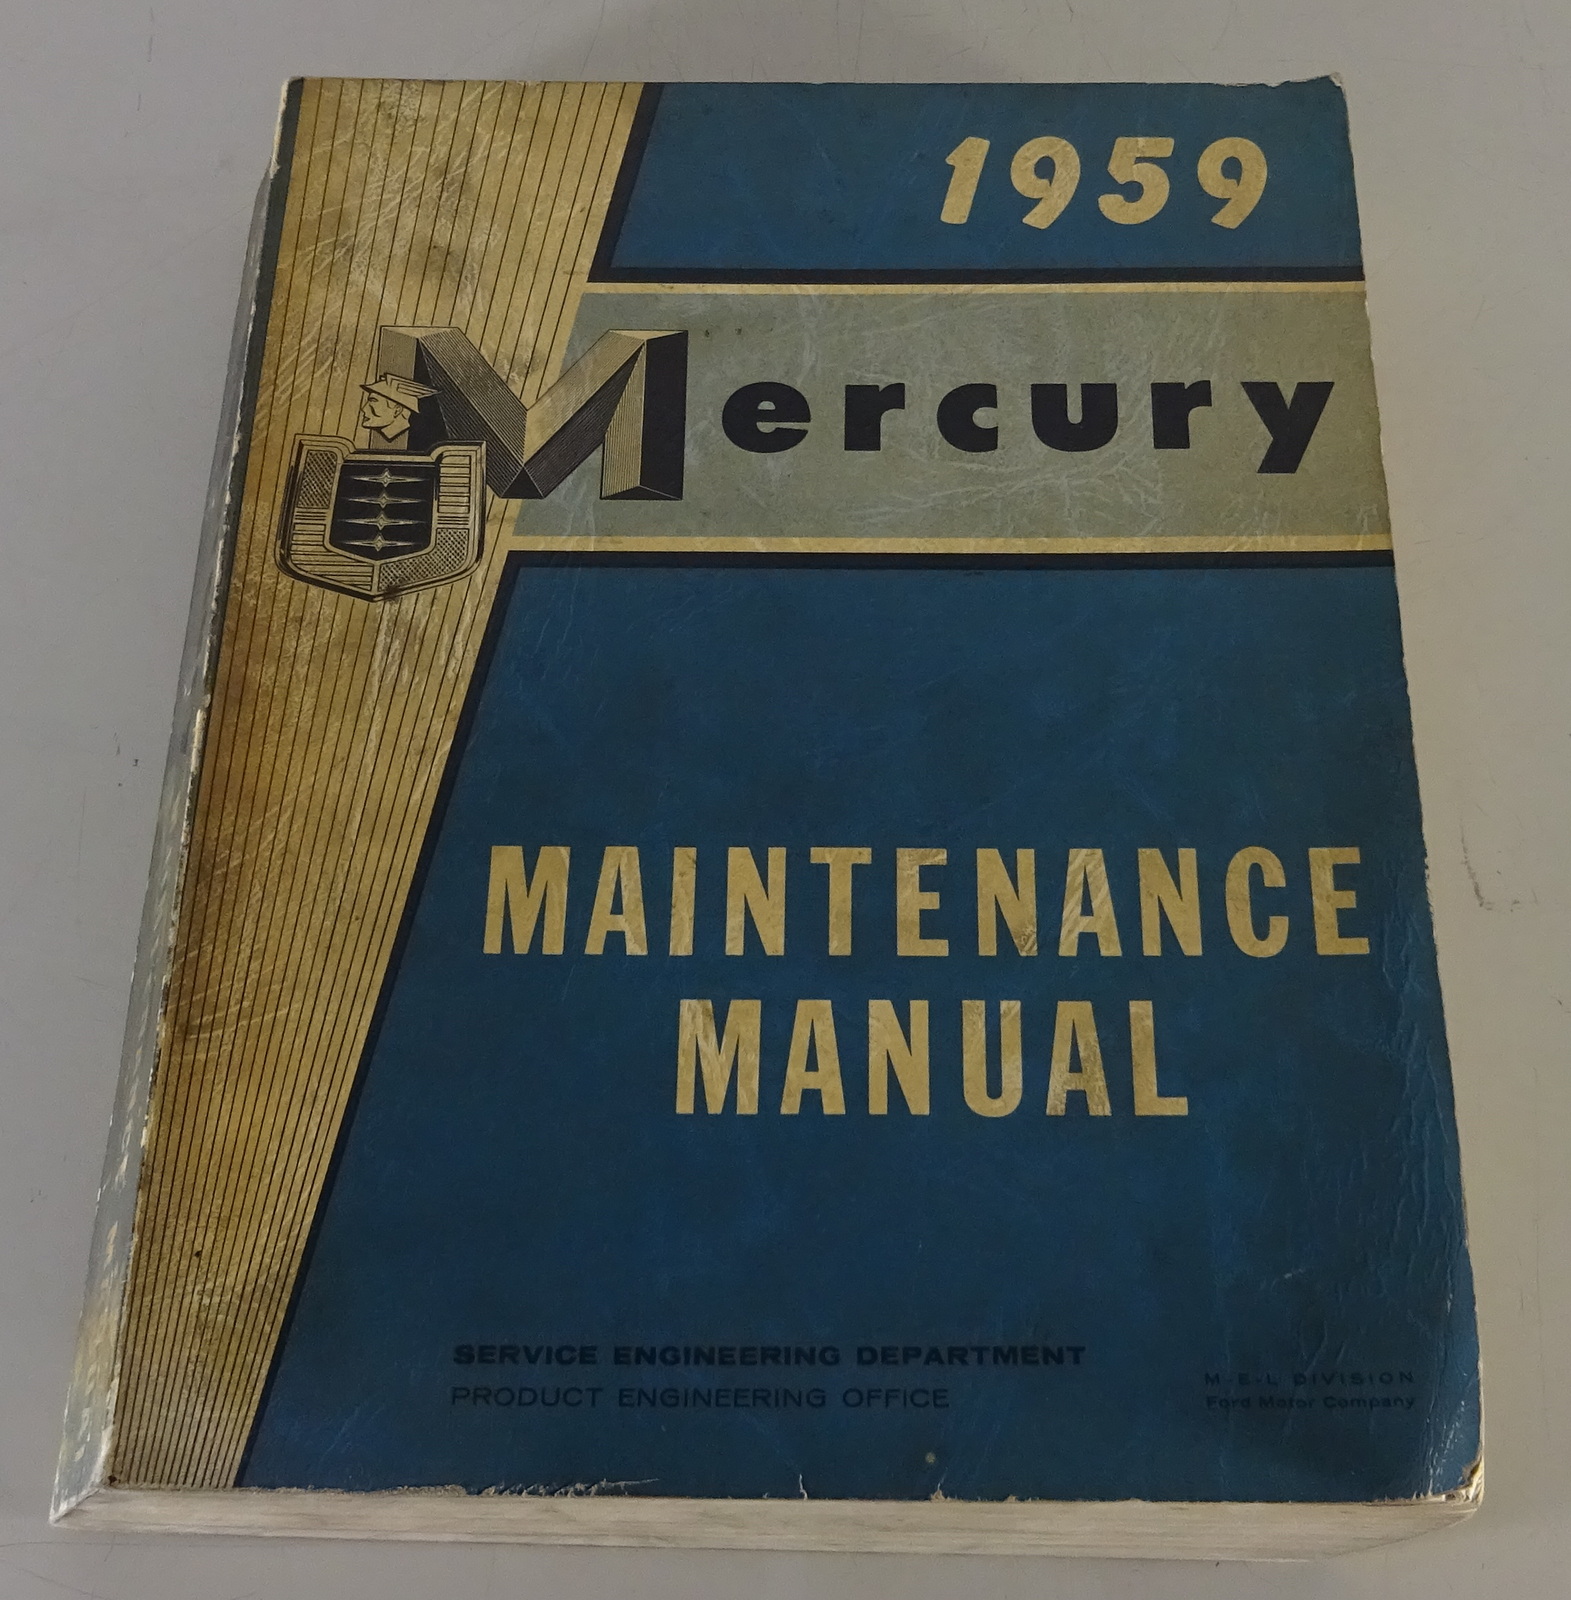 1959
Mercury
MAINTENANCE
MANUAL
SERVICE ENGINEERING DEPARTMENT
PRODUCT ENGINEERING OFFICE
M-E-L DIVISION
Ford Motor Company